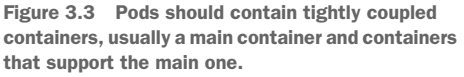 Figure 3.3 Pods should contain tightly coupled
containers, usually a main container and containers
that support the main one.